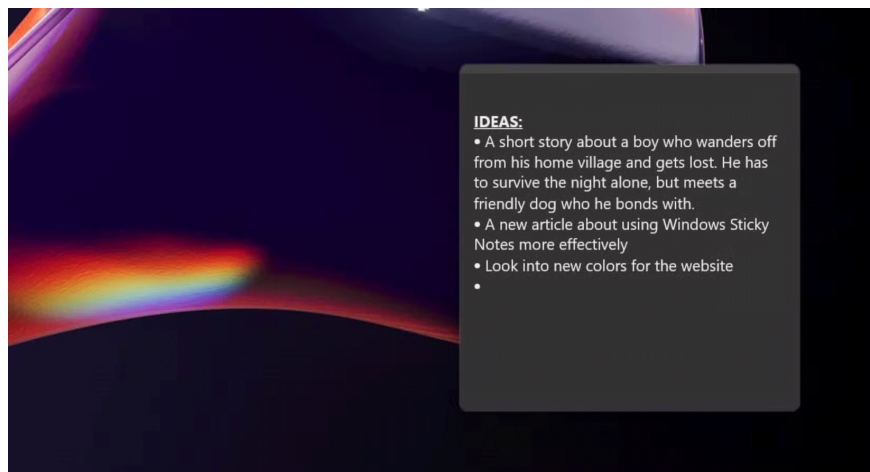 IDEAS:
• A short story about a boy who wanders off
from his home village and gets lost. He has
to survive the night alone, but meets a
friendly dog who he bonds with.
• A new article about using Windows Sticky
Notes more effectively
• Look into new colors for the website
•